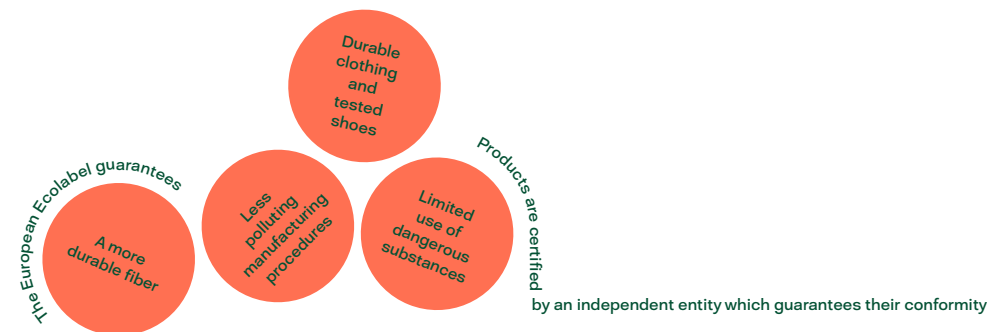 The European Ecolabel guarantees
A more
durable fiber
Less
polluting
manufacturing
procedures
Durable
clothing
and
tested
shoes
Limited
use of
dangerous
substances
Products are certified
by an independent entity which guarantees their conformity